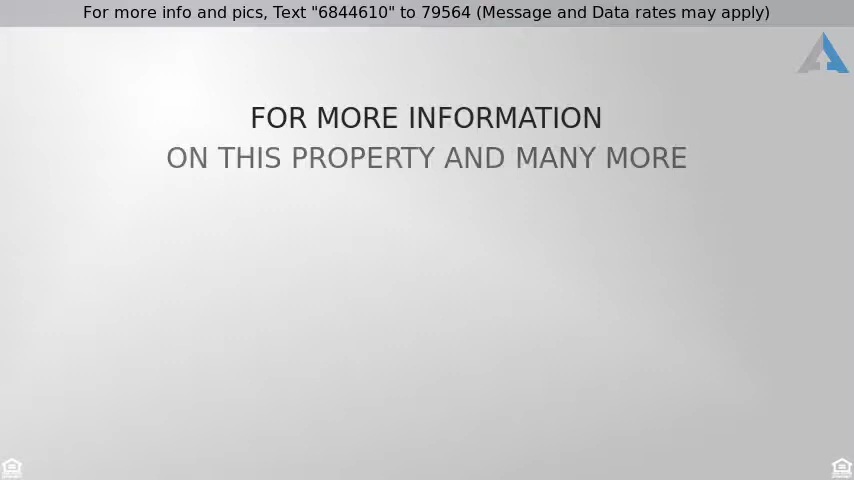 For more info and pics, Text "6844610" to 79564 (Message and Data rates may apply)
FOR MORE INFORMATION
ON THIS PROPERTY AND MANY MORE